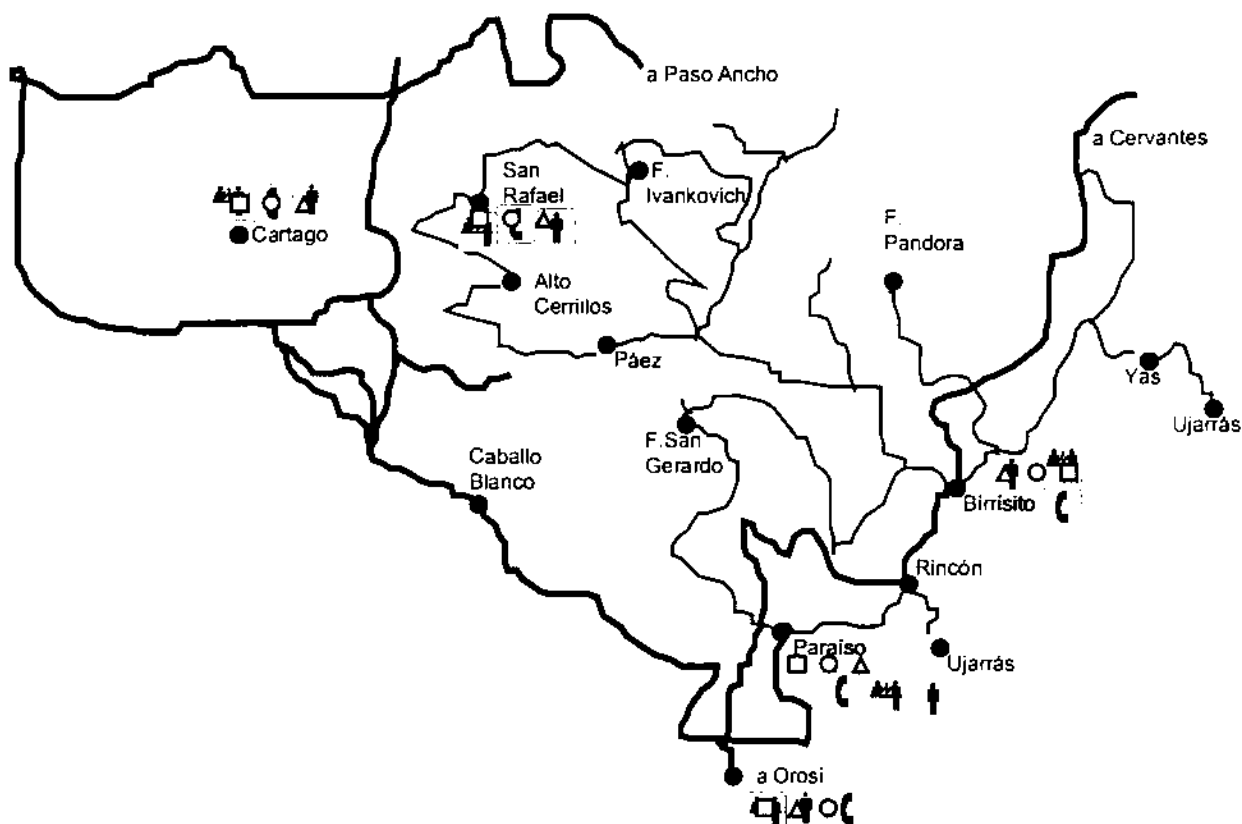 a Paso Ancho
a Cervantes
San
Rafael
F.
Ivankovich
F.
Pandora
Cartago
Alto
Cerrillos
Páez
Yas
Ujarrás
F.San
Gerardo
Caballo
Blanco
Birrisito
Rincón
Paraíso
Ujarrás
a Orosi